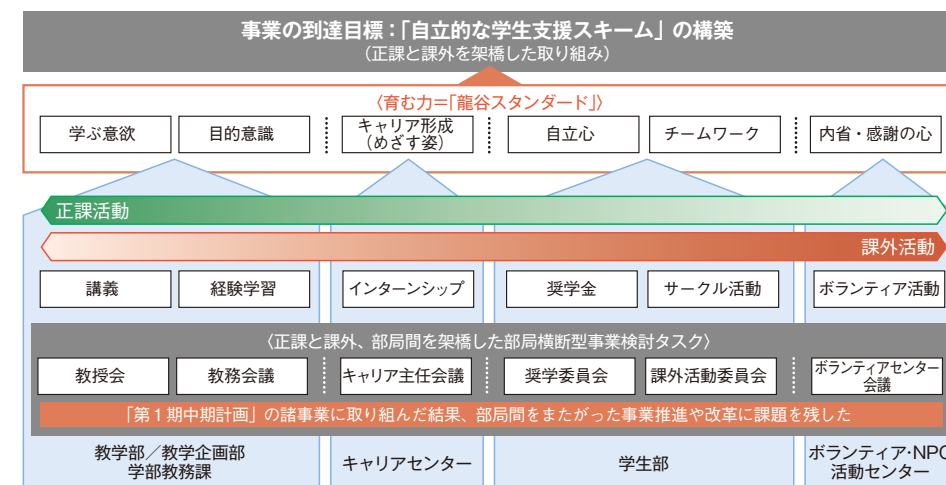 事業の到達目標：「自立的な学生支援スキーム」の構築
（正課と課外を架橋した取り組み）
〈育む力＝「龍谷スタンダード」〉
学ぶ意欲
目的意識
キャリア形成
（めざす姿）
自立心
チームワーク
内省・感謝の心
正課活動
課外活動
講義
経験学習
インターンシップ
奨学金
サークル活動
ボランティア活動
〈正課と課外、部局間を架橋した部局横断型事業検討タスク〉
教授会
教務会議
キャリア主任会議
奨学委員会
課外活動委員会
ボランティアセンター
会議
「第１期中期計画」の諸事業に取り組んだ結果、部局間をまたがった事業推進や改革に課題を残した
教学部／教学企画部
学部教務課
キャリアセンター
学生部
ボランティア・NPO
活動センター